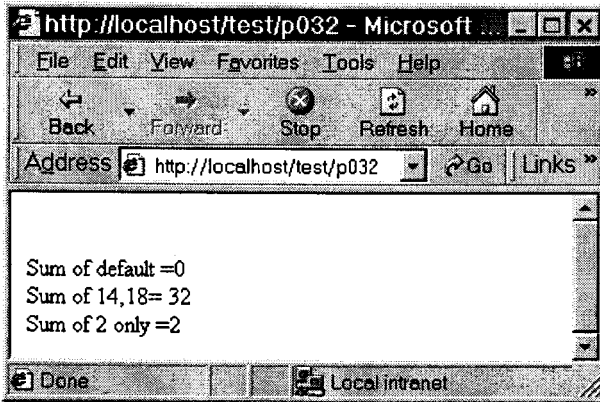 http://localhost/test/p032 - Microsoft
File Edit View Favorites Tools Help
Back Forward Stop Refresh Home »
Address http://localhost/test/p032 Go Links »
Sum of default =0
Sum of 14,18= 32
Sum of 2 only =2
Done Local intranet